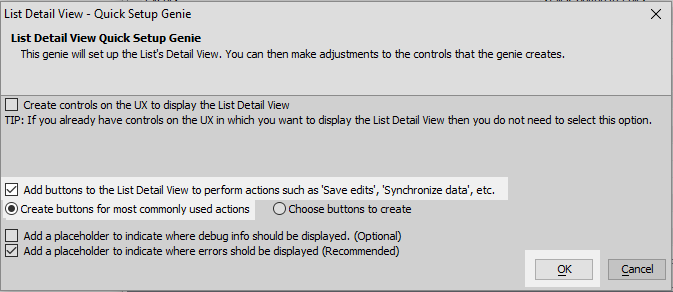 List Detail View - Quick Setup Genie
List Detail View Quick Setup Genie
This genie will set up the List's Detail View. You can then make adjustments to the controls that the genie creates.
Create controls on the UX to display the List Detail View
TIP: If you already have controls on the UX in which you want to display the List Detail View then you do not need to select this option.
Add buttons to the List Detail View to perform actions such as 'Save edits', 'Synchronize data', etc.
Create buttons for most commonly used actions Choose buttons to create
Add a placeholder to indicate where debug info should be displayed. (Optional)
Add a placeholder to indicate where errors shold be displayed (Recommended)
OK Cancel